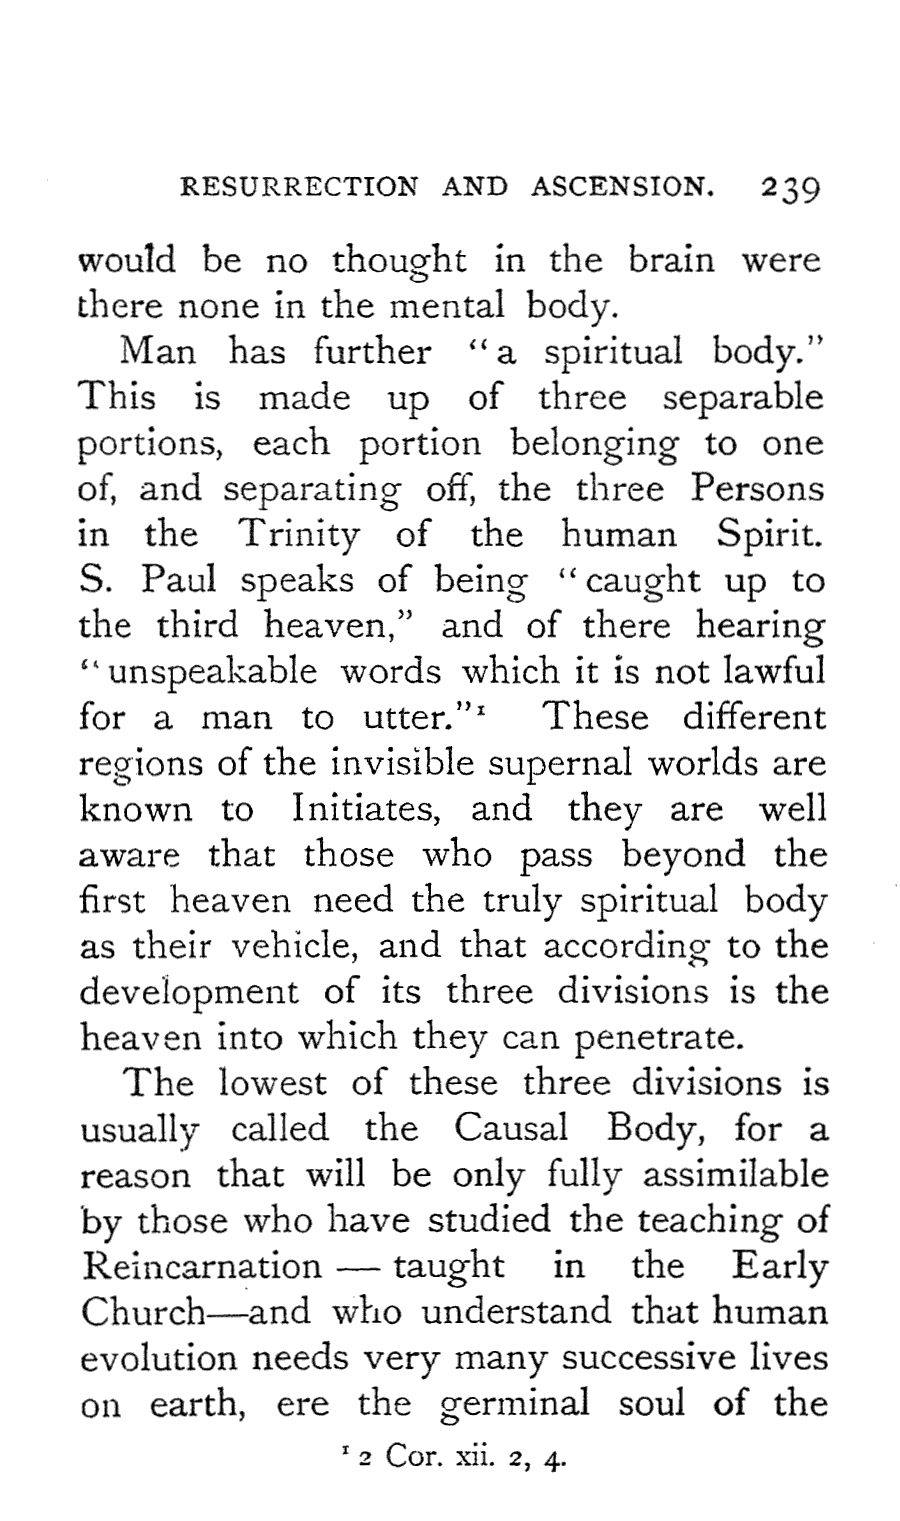 RESURRECTION AND ASCENSION. 239
would be no thought in the brain were
there none in the mental body.
Man has further "a spiritual body."
This is made up of three separable
portions, each portion belonging to one
of, and separating off, the three Persons
in the Trinity of the human Spirit.
S. Paul speaks of being "caught up to
the third heaven," and of there hearing
"unspeakable words which it is not lawful
for a man to utter."¹ These different
regions of the invisible supernal worlds are
known to Initiates, and they are well
aware that those who pass beyond the
first heaven need the truly spiritual body
as their vehicle, and that according to the
development of its three divisions is the
heaven into which they can penetrate.
The lowest of these three divisions is
usually called the Causal Body, for a
reason that will be only fully assimilable
by those who have studied the teaching of
Reincarnation — taught in the Early
Church—and who understand that human
evolution needs very many successive lives
on earth, ere the germinal soul of the
¹ 2 Cor. xii. 2, 4.